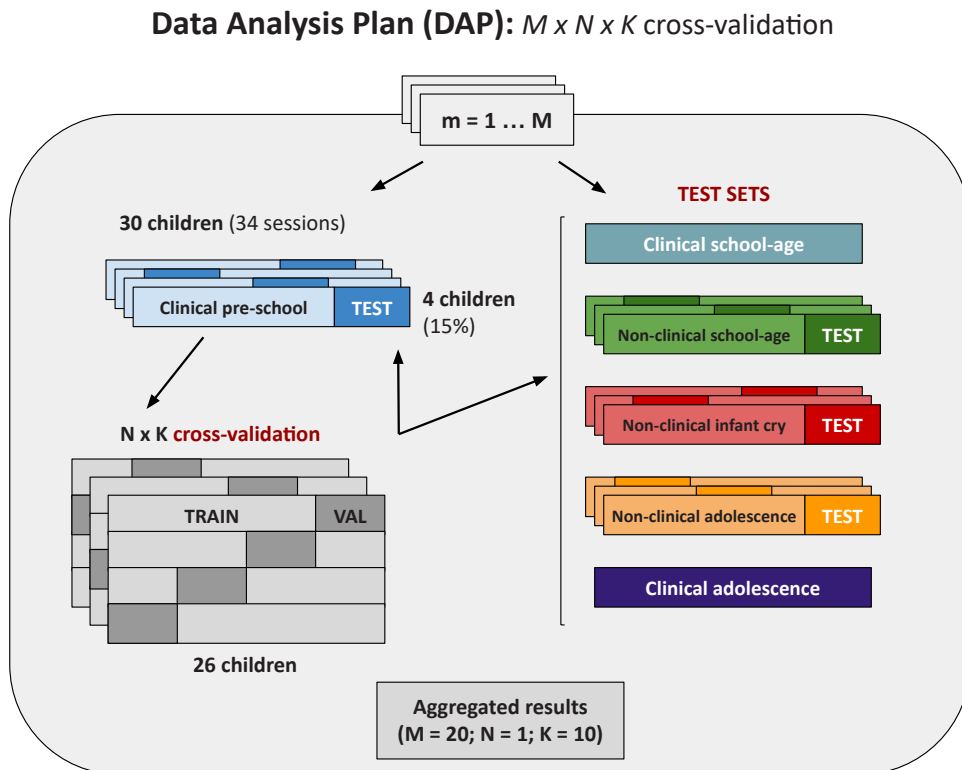 Data Analysis Plan (DAP): M x N x K cross-validation
m = 1 ... M
30 children (34 sessions)
Clinical pre-school
TEST
4 children
(15%)
N x K cross-validation
TRAIN
VAL
26 children
TEST SETS
Clinical school-age
Non-clinical school-age
TEST
Non-clinical infant cry
TEST
Non-clinical adolescence
TEST
Clinical adolescence
Aggregated results
(M = 20; N = 1; K = 10)